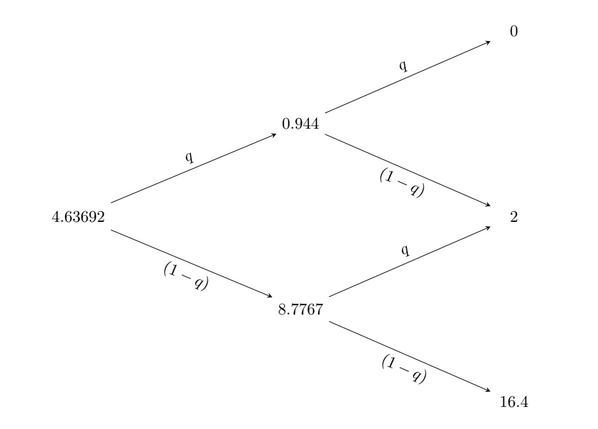 0
q
0.944
q
(1 − q)
4.63692
2
(1 − q)
q
8.7767
(1 − q)
16.4